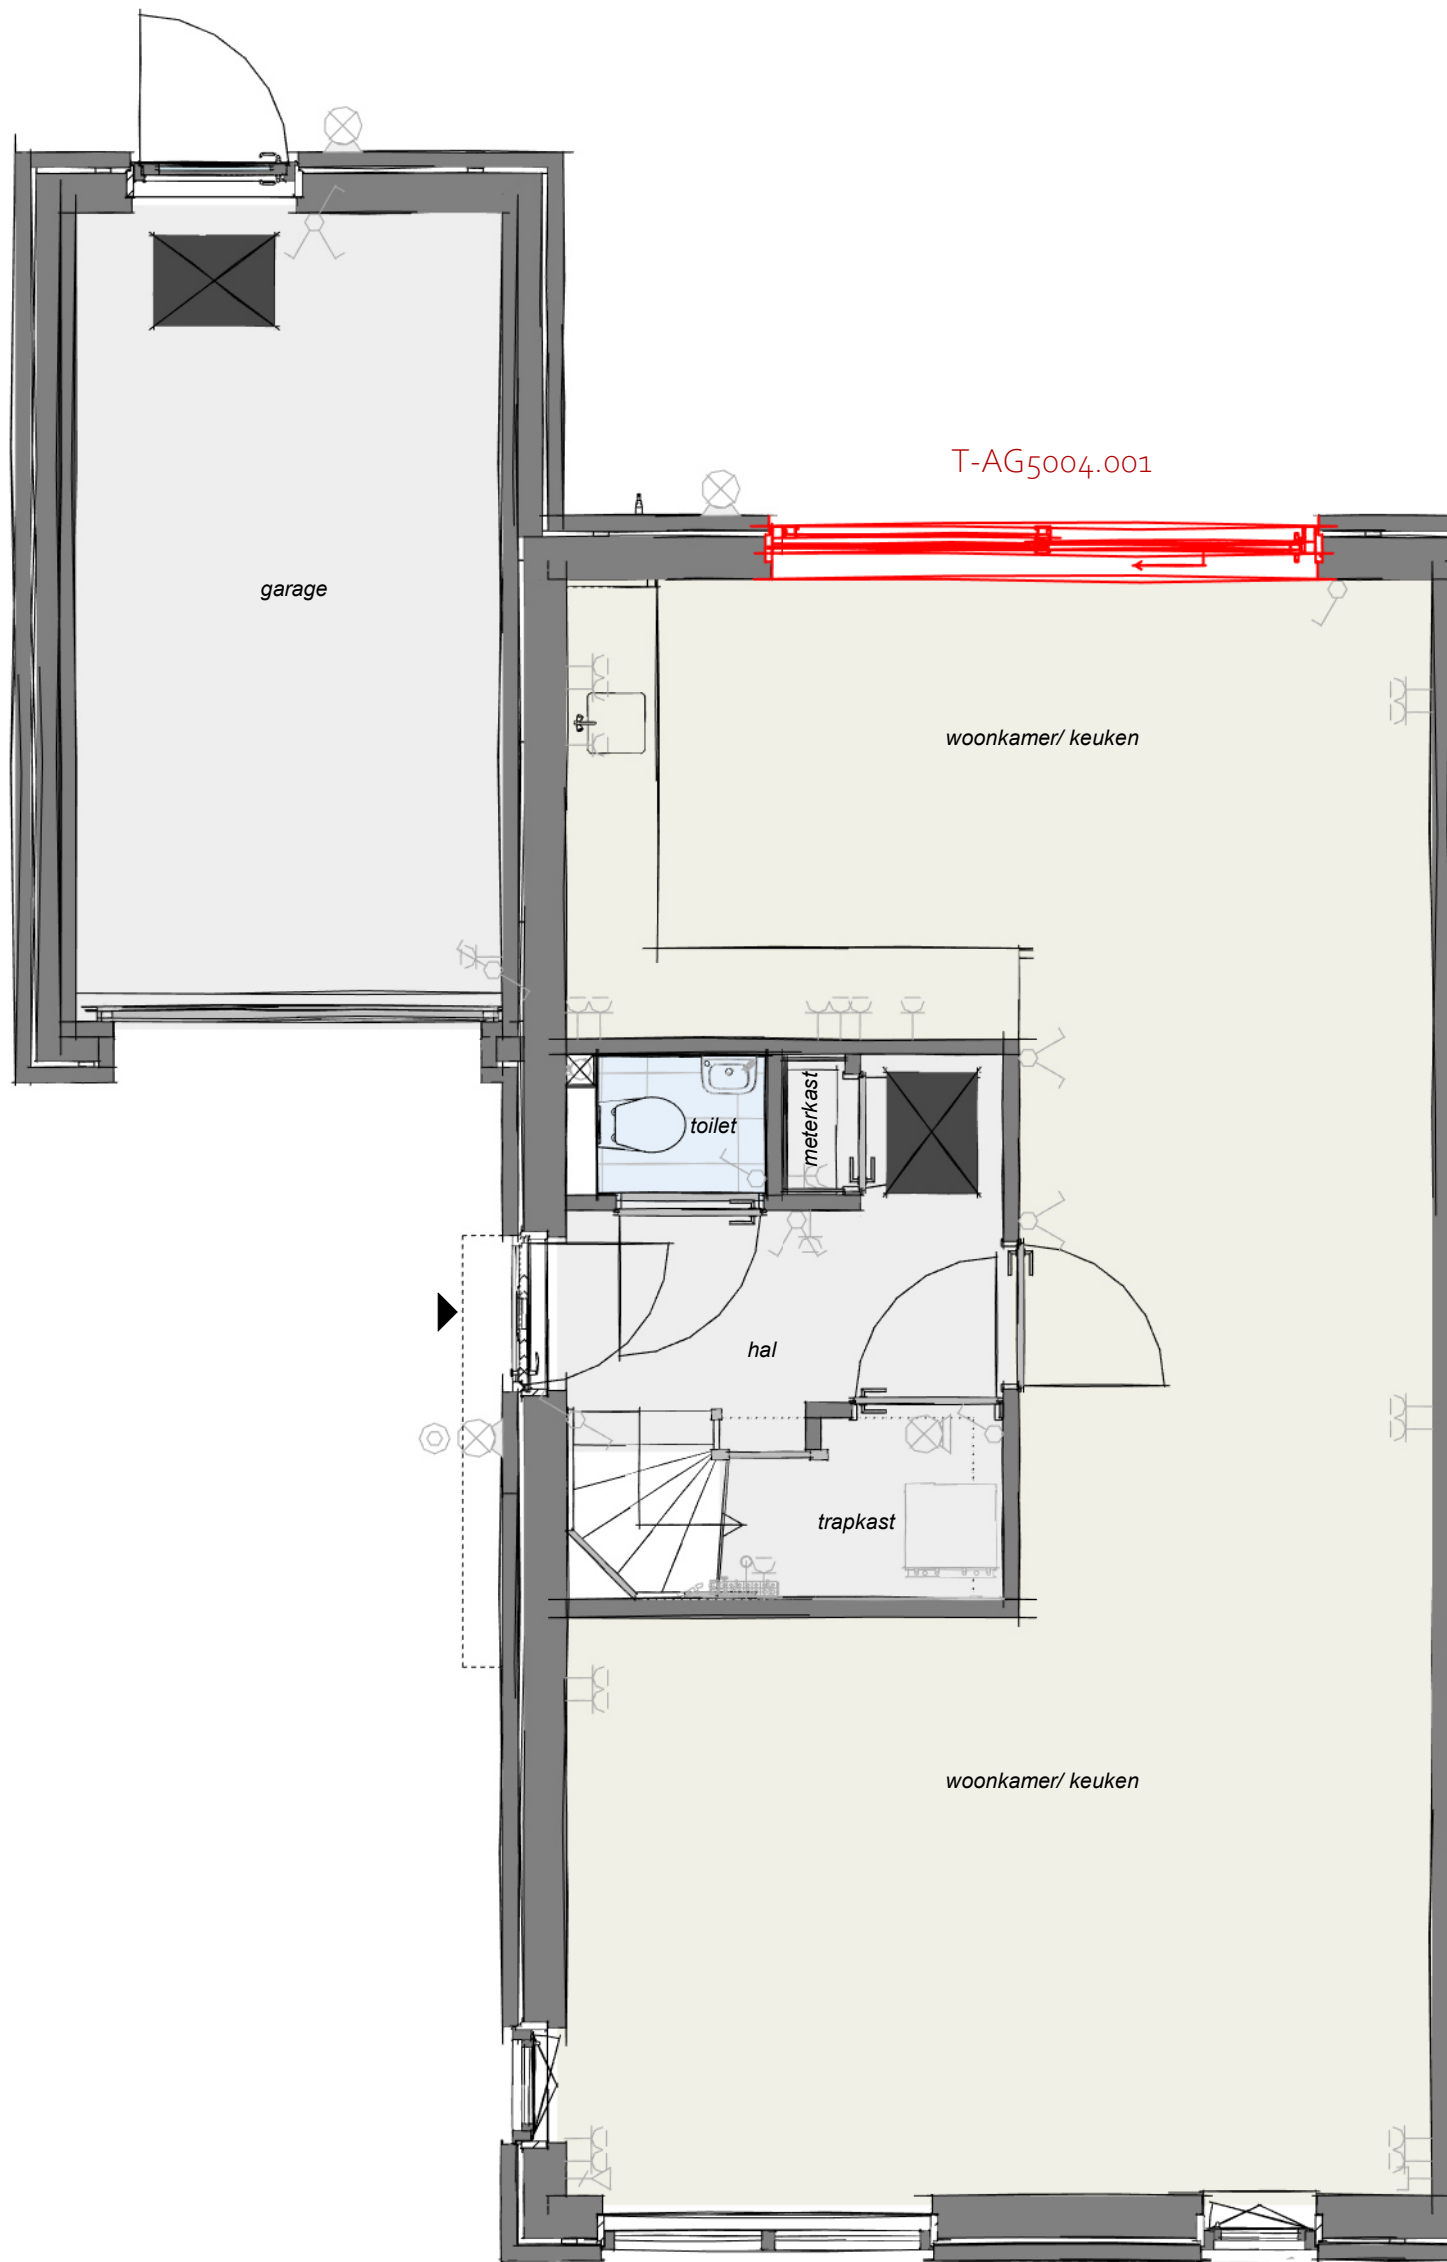 T-AG5004.001
garage
woonkamer/ keuken
toilet
meterkast
hal
trapkast
woonkamer/ keuken